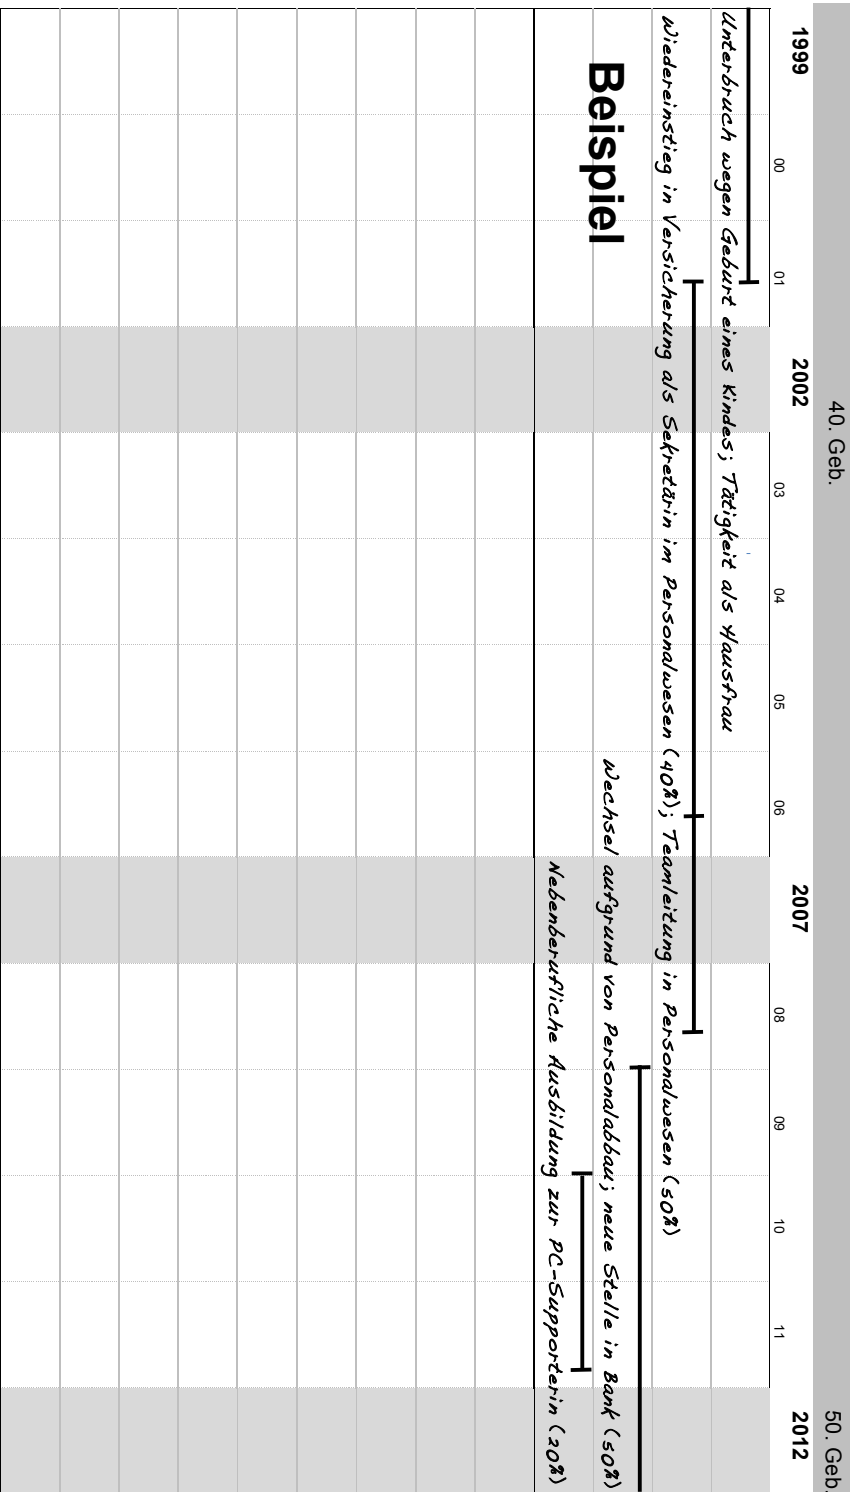 40. Geb. 50. Geb.
1999 00 01 2002 03 04 05 06 2007 08 09 10 11 2012
Unterbruch wegen Geburt eines Kindes; Tätigkeit als Hausfrau
Wiedereinstieg in Versicherung als Sekretärin im Personalwesen (40%); Teamleitung in Personalwesen (50%)
Wechsel aufgrund von Personalabbau; neue Stelle in Bank (50%)
Beispiel
Nebenberufliche Ausbildung zur PC-Supporterin (20%)